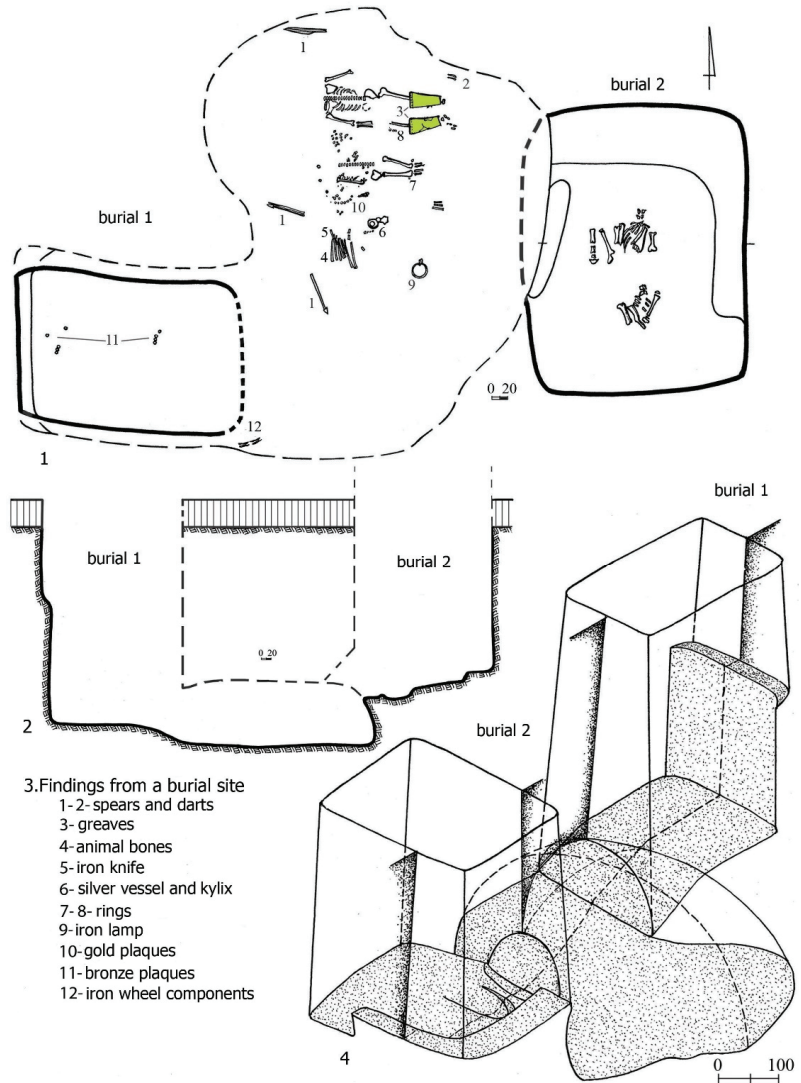 1
2
burial 2
3
8
burial 1
7
1
10
5
6
4
9
1
11
0 20
12
1
burial 1
burial 1
burial 2
0 20
2
burial 2
3.Findings from a burial site
1-2-spears and darts
3-greaves
4-animal bones
5-iron knife
6-silver vessel and kylix
7-8-rings
9-iron lamp
10-gold plaques
11-bronze plaques
12-iron wheel components
4
0 100